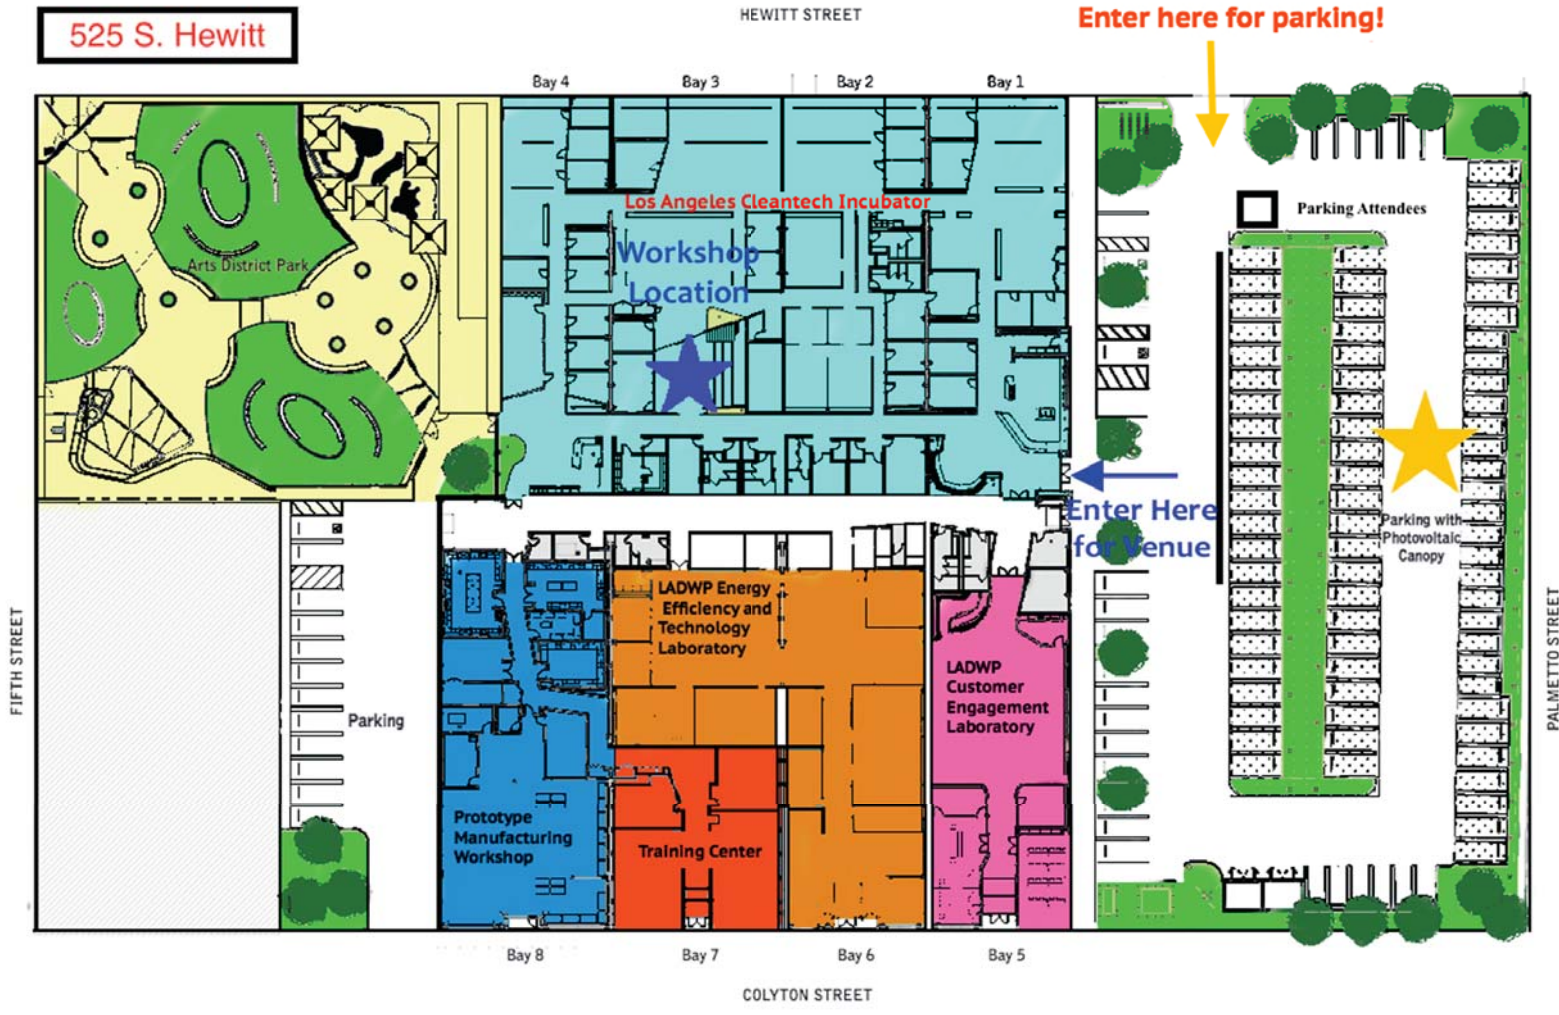 HEWITT STREET
Enter here for parking!
525 S. Hewitt
Bay 4
Bay 3
Bay 2
Bay 1
Los Angeles Cleantech Incubator
Parking Attendees
Workshop
Location
Arts District Park
Enter Here
for Venue
Parking with
Photovoltaic
Canopy
LADWP Energy
Efficiency and
Technology
Laboratory
LADWP
Customer
Engagement
Laboratory
FIFTH STREET
PALMETTO STREET
Parking
Prototype
Manufacturing
Workshop
Training Center
Bay 8
Bay 7
Bay 6
Bay 5
COLYTON STREET